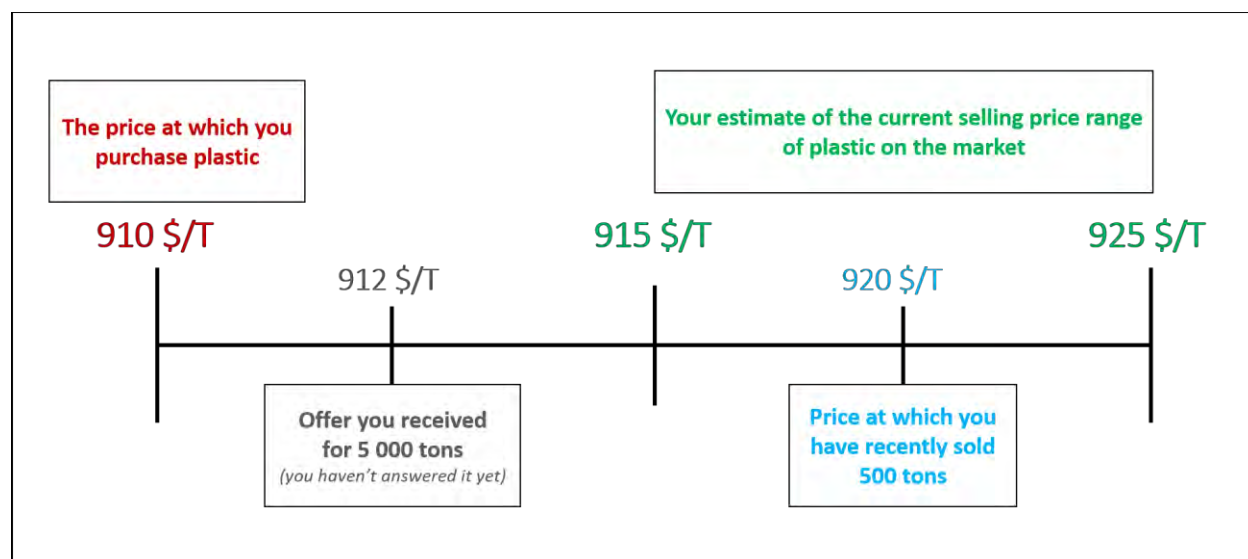 The price at which you
purchase plastic
Your estimate of the current selling price range
of plastic on the market
910 $/T
915 $/T
925 $/T
912 $/T
920 $/T
Offer you received
for 5 000 tons
(you haven't answered it yet)
Price at which you
have recently sold
500 tons